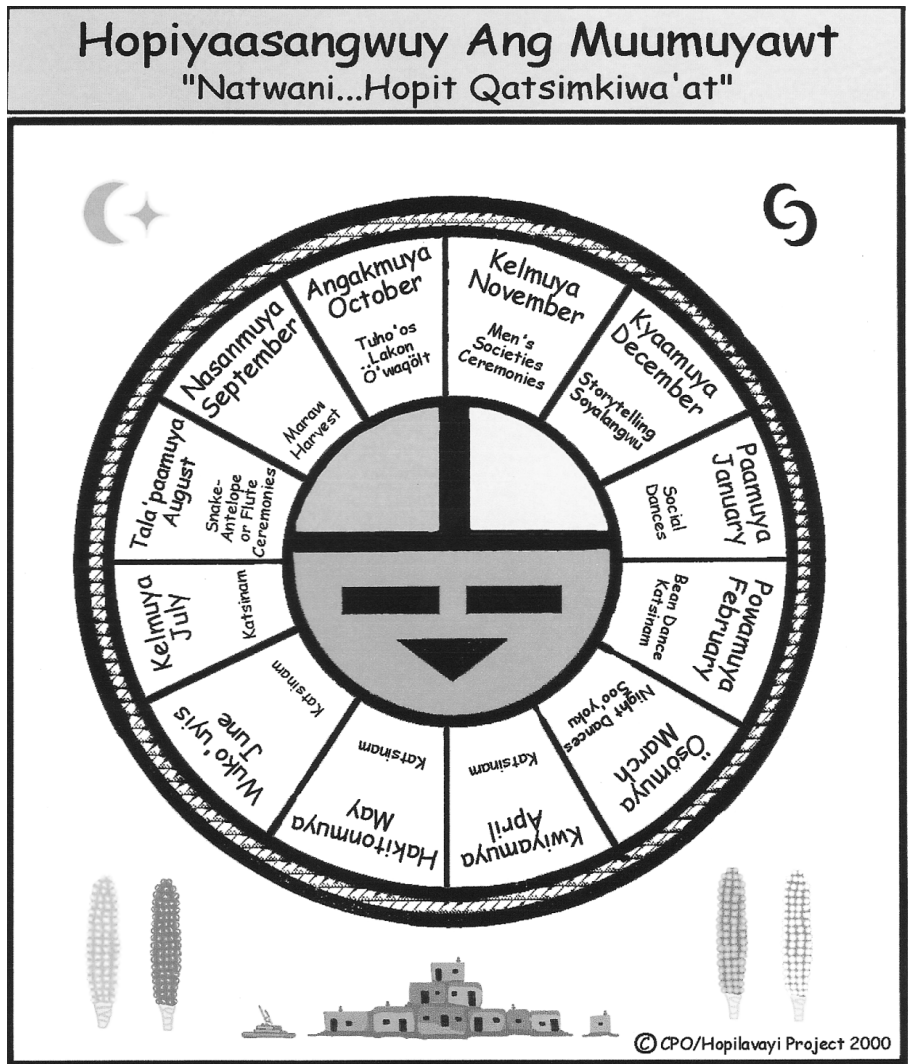 Hopiyaasangwuy Ang Muumuyawt
"Natwani...Hopit Qatsimkiwa'at"
Kelmuya
November
Men's
Societies
Ceremonies
Kyaamuya
December
Storytelling
Soyalangwu
Paamuya
January
Social
Dances
Powamuya
February
Bean Dance
Katsinam
Ösömuya
March
Night Dances
Soo'yoku
Kwiyamuya
April
Katsinam
Hakitonmuya
May
Katsinam
Wuko'uyis
June
Katsinam
Kelmuya
July
Katsinam
Tala'paamuya
August
Snake-
Antelope
or Flute
Ceremonies
Nasanmuya
September
Maraw
Harvest
Angakmuya
October
Tuho'os
Lakon
Ö'waqölt
© CPO/Hopilavayi Project 2000